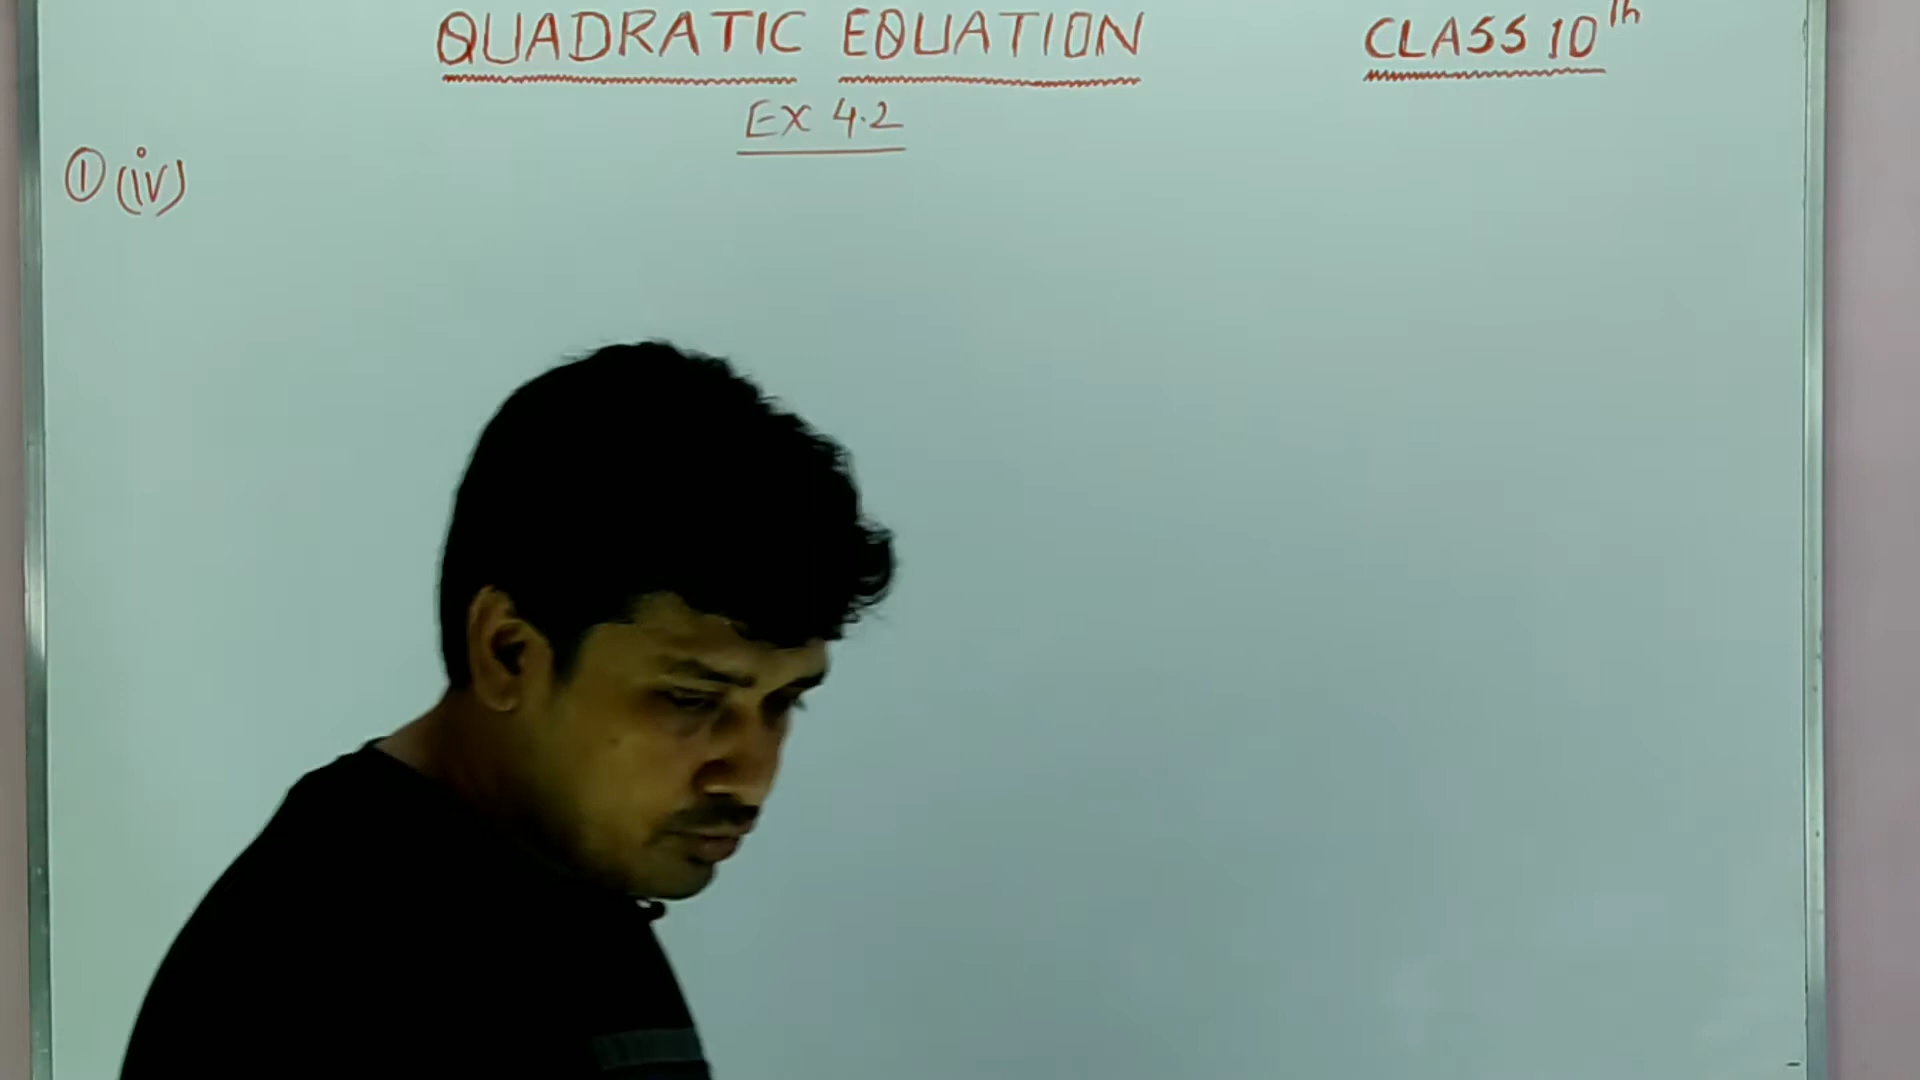 QUADRATIC EQUATION CLASS 10th
EX 4.2
① (iv)